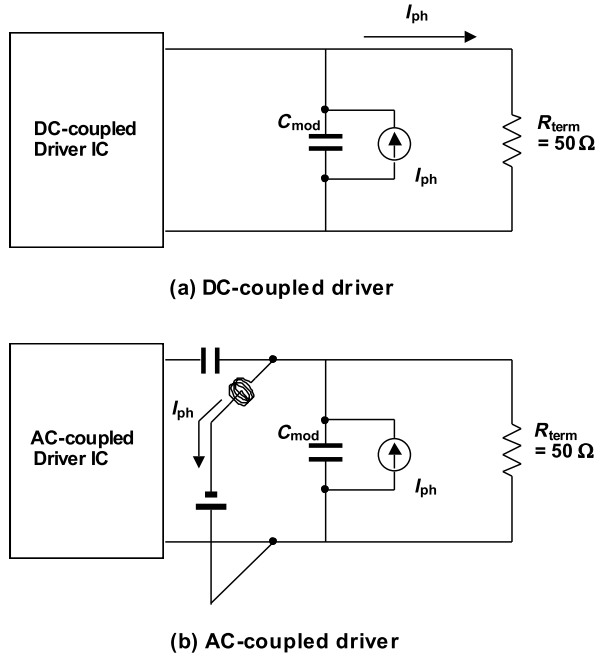 Iph
DC-coupled
Driver IC
Cmod
Rterm
= 50 Ω
Iph
(a) DC-coupled driver
AC-coupled
Driver IC
Iph
Cmod
Rterm
= 50 Ω
Iph
(b) AC-coupled driver